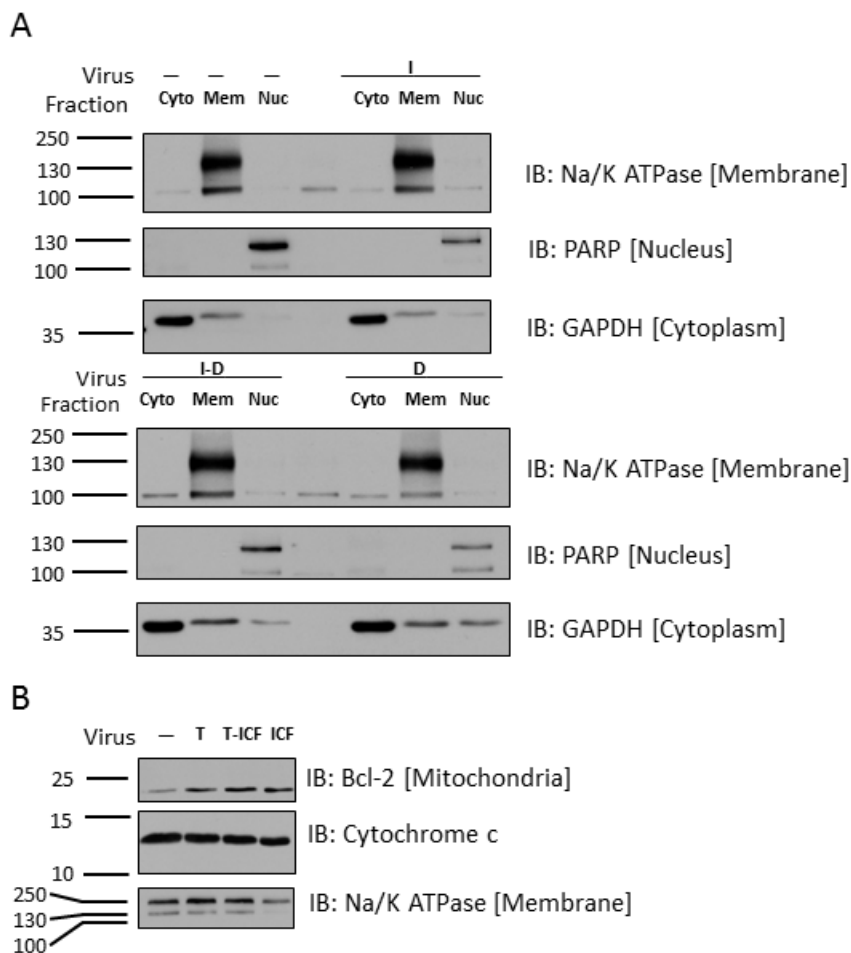 A
Virus — — — I
Fraction Cyto Mem Nuc Cyto Mem Nuc
250
130
100
IB: Na/K ATPase [Membrane]
130
100
IB: PARP [Nucleus]
35
IB: GAPDH [Cytoplasm]
Virus I-D D
Fraction Cyto Mem Nuc Cyto Mem Nuc
250
130
100
IB: Na/K ATPase [Membrane]
130
100
IB: PARP [Nucleus]
35
IB: GAPDH [Cytoplasm]
B
Virus — T T-ICF ICF
25
IB: Bcl-2 [Mitochondria]
15
IB: Cytochrome c
10
250
IB: Na/K ATPase [Membrane]
130
100